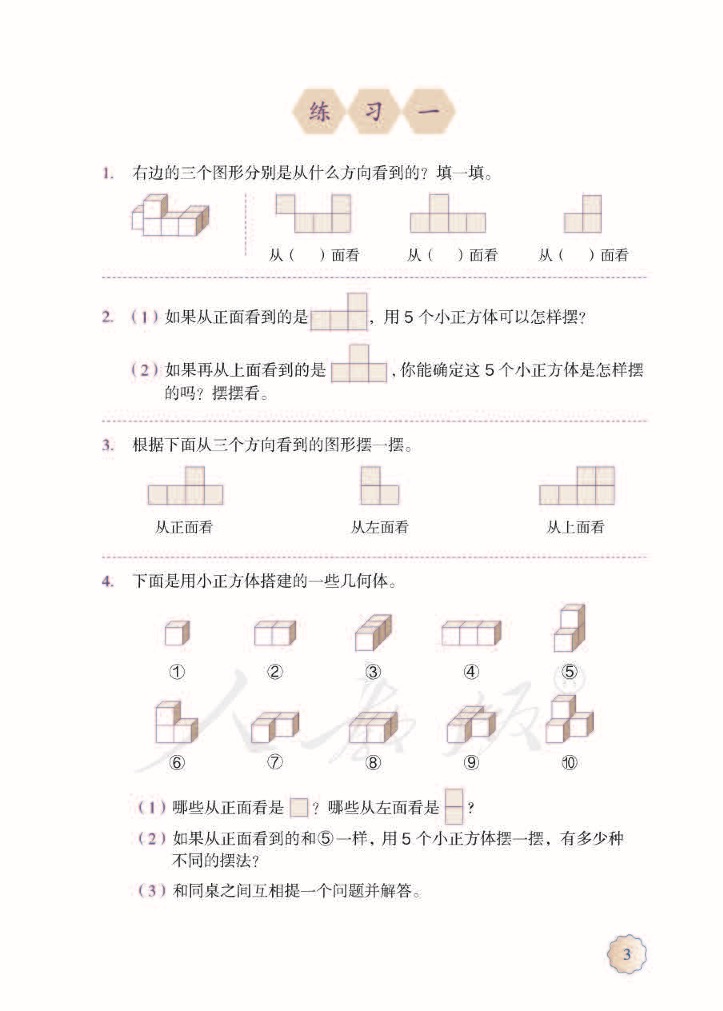 练 习 一
1. 右边的三个图形分别是从什么方向看到的？填一填。
从（ ）面看 从（ ）面看 从（ ）面看
2. （1）如果从正面看到的是 ，用 5 个小正方体可以怎样摆？
（2）如果再从上面看到的是 ，你能确定这 5 个小正方体是怎样摆
的吗？摆摆看。
3. 根据下面从三个方向看到的图形摆一摆。
从正面看 从左面看 从上面看
4. 下面是用小正方体搭建的一些几何体。
① ② ③ ④ ⑤
⑥ ⑦ ⑧ ⑨ ⑩
人教版
（1）哪些从正面看是 ？哪些从左面看是 ？
（2）如果从正面看到的和⑤一样，用 5 个小正方体摆一摆，有多少种
不同的摆法？
（3）和同桌之间互相提一个问题并解答。
3